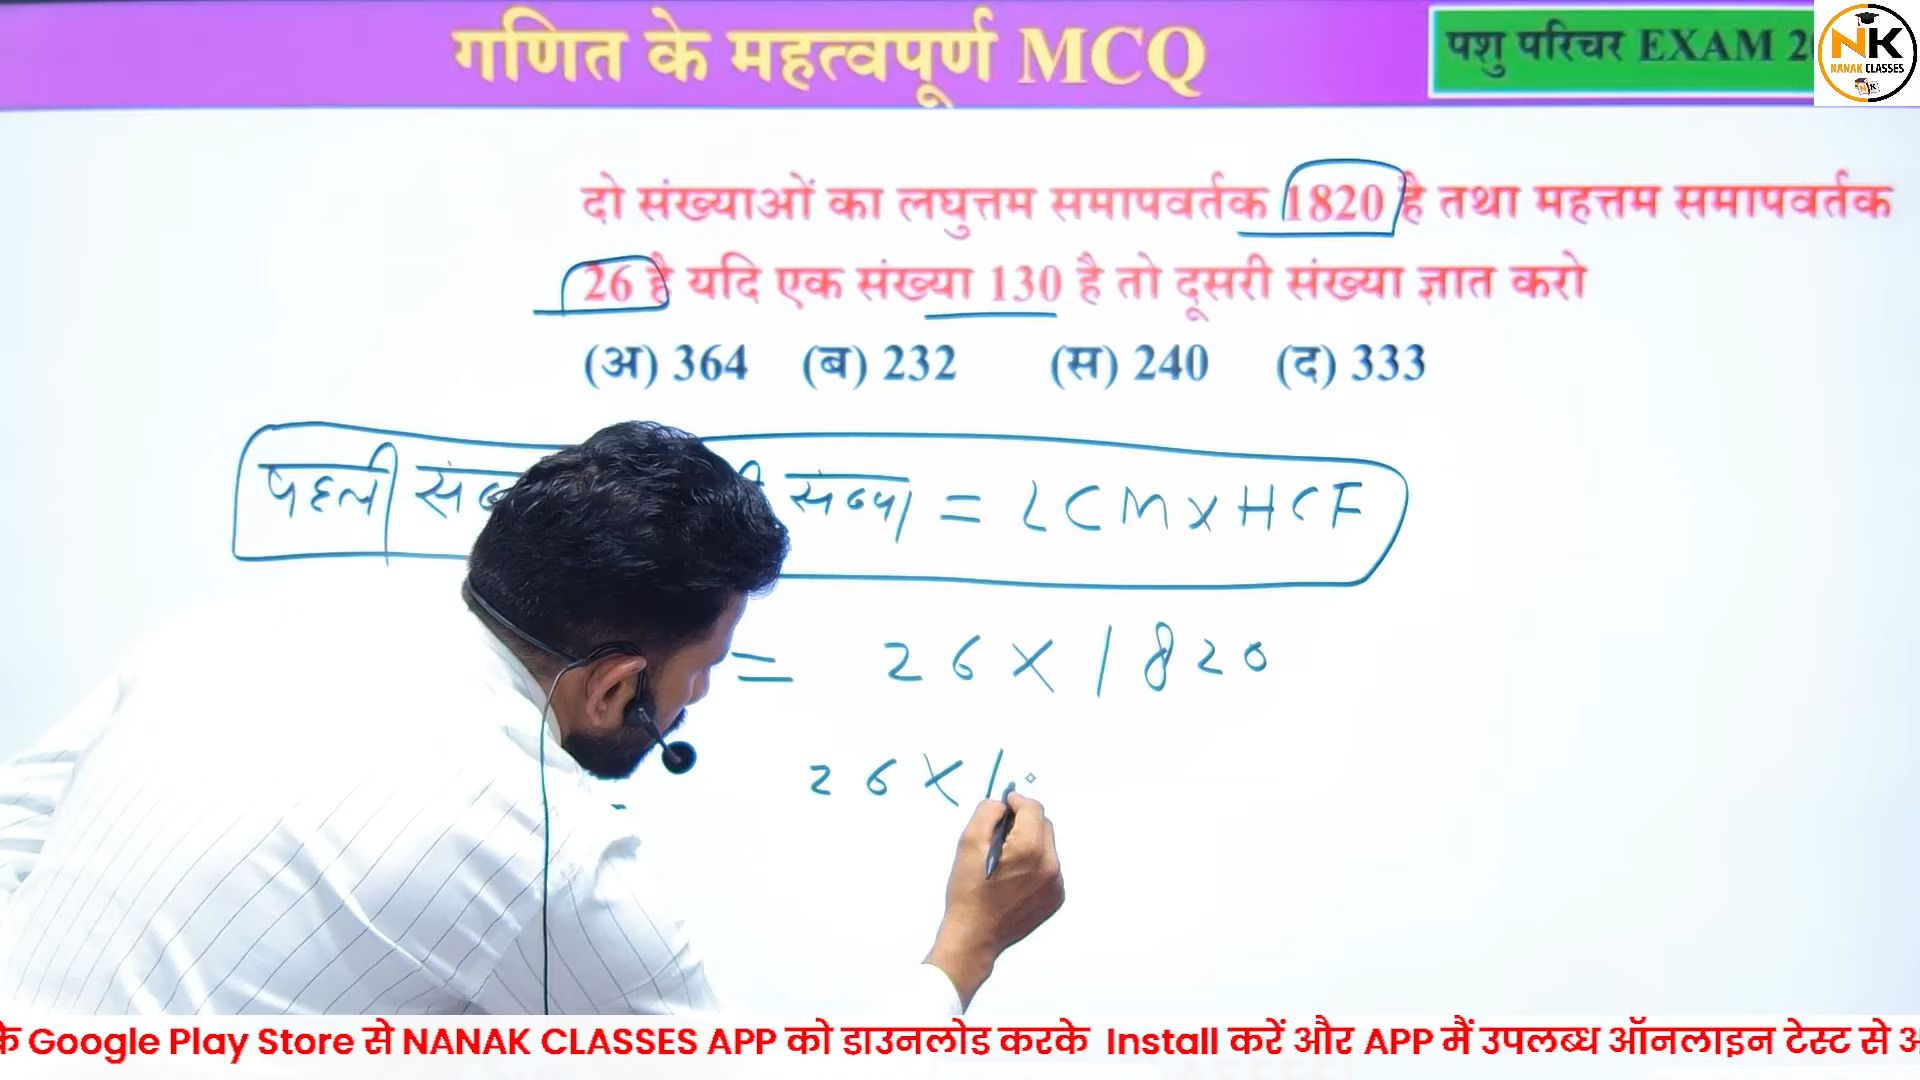 गणित के महत्वपूर्ण MCQ
पशु परिचर EXAM
NK
NANAK CLASSES
दो संख्याओं का लघुत्तम समापवर्तक 1820 है तथा महत्तम समापवर्तक
26 है यदि एक संख्या 130 है तो दूसरी संख्या ज्ञात करो
(अ) 364 (ब) 232 (स) 240 (द) 333
पहली संख्या = LCM X HCF
= 26 X 1820
26 X 1
Google Play Store से NANAK CLASSES APP को डाउनलोड करके Install करें और APP मैं उपलब्ध ऑनलाइन टेस्ट से